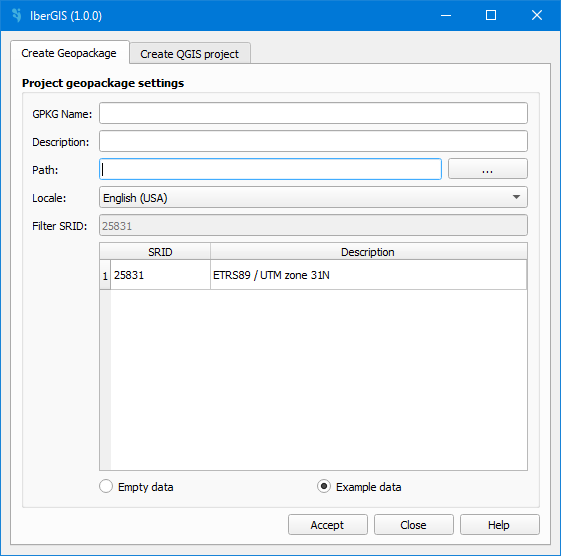 IberGIS (1.0.0)
Create Geopackage
Create QGIS project
Project geopackage settings
GPKG Name:
Description:
Path:
...
Locale:
English (USA)
Filter SRID:
25831
SRID Description
1 25831 ETRS89 / UTM zone 31N
Empty data
Example data
Accept
Close
Help